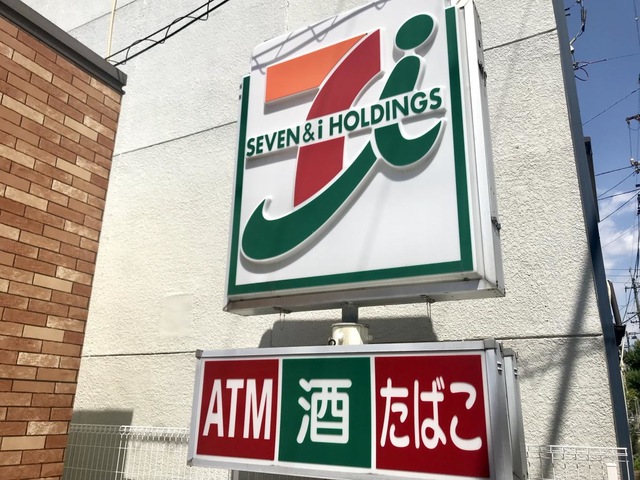 SEVEN & i HOLDINGS
ATM 酒 たばこ